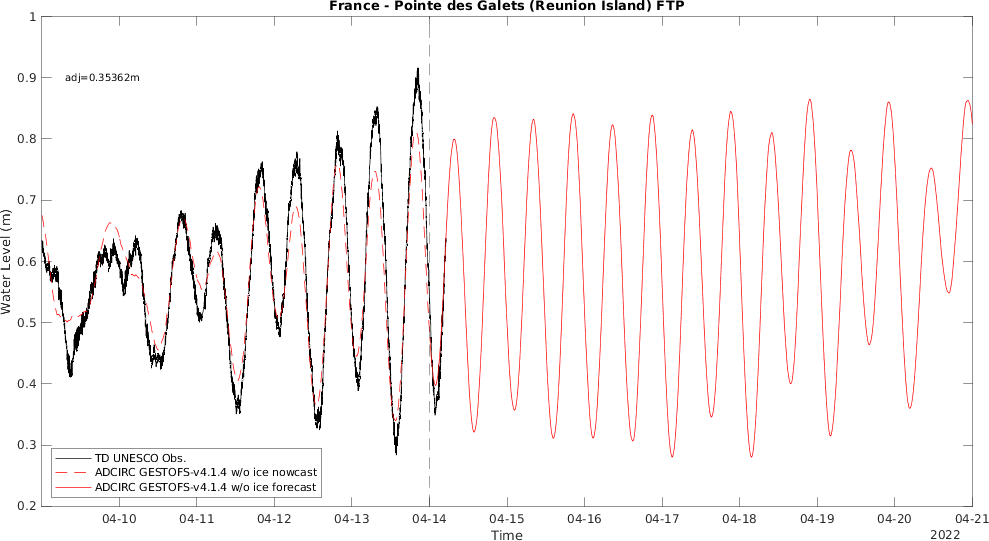 France - Pointe des Galets (Reunion Island) FTP
1
0.9
0.8
0.7
0.6
0.5
0.4
0.3
0.2
Water Level (m)
adj=0.35362m
TD UNESCO Obs.
ADCIRC GESTOFS-v4.1.4 w/o ice nowcast
ADCIRC GESTOFS-v4.1.4 w/o ice forecast
04-10 04-11 04-12 04-13 04-14 04-15 04-16 04-17 04-18 04-19 04-20 04-21
Time
2022